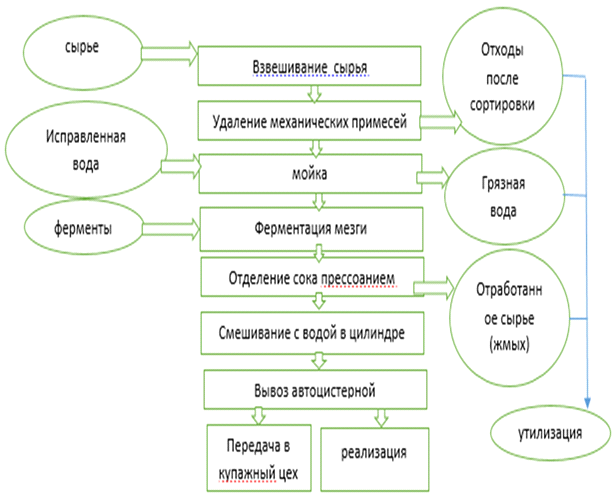 сырье
Взвешивание сырья
Отходы
после
сортировки
Удаление механических примесей
Исправленная
вода
мойка
Грязная
вода
ферменты
Ферментация мезги
Отделение сока прессоанием
Отработанн
ое сырье
(жмых)
Смешивание с водой в цилиндре
Вывоз автоцистерной
утилизация
Передача в
купажный цех
реализация